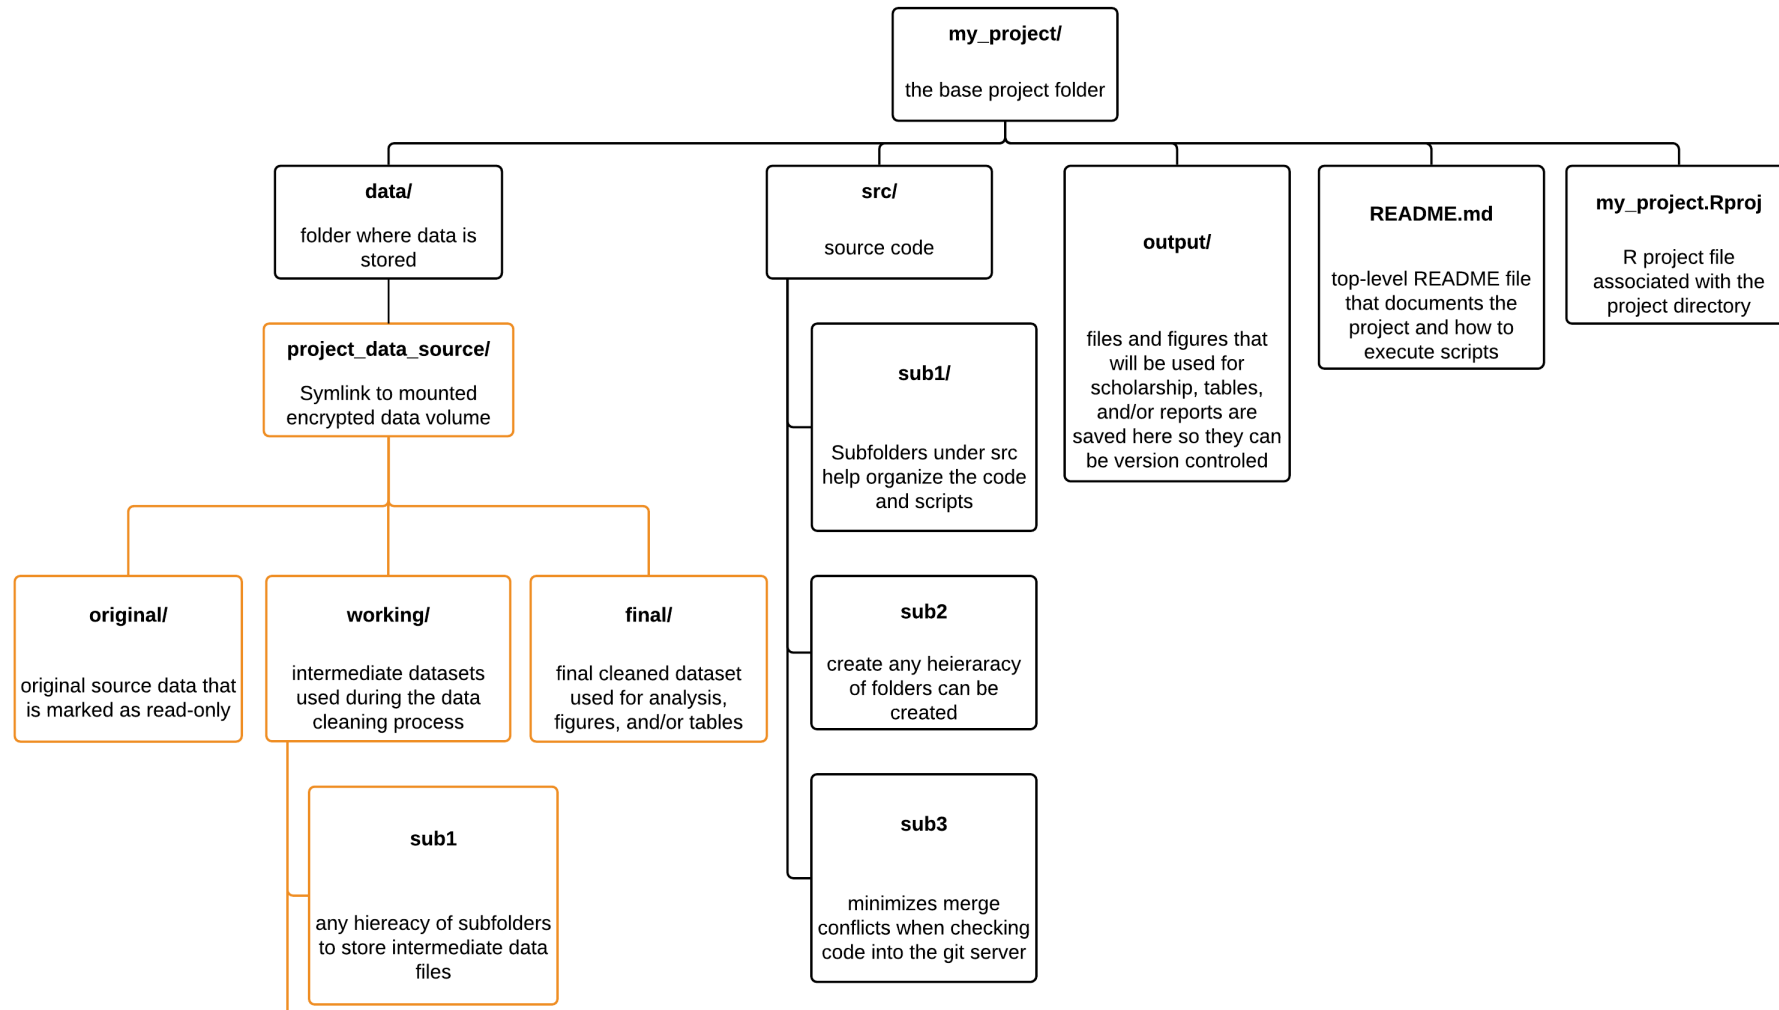 my_project/
the base project folder
data/
folder where data is
stored
src/
source code
output/
files and figures that
will be used for
scholarship, tables,
and/or reports are
saved here so they can
be version controled
README.md
top-level README file
that documents the
project and how to
execute scripts
my_project.Rproj
R project file
associated with the
project directory
project_data_source/
Symlink to mounted
encrypted data volume
sub1/
Subfolders under src
help organize the code
and scripts
original/
original source data that
is marked as read-only
working/
intermediate datasets
used during the data
cleaning process
final/
final cleaned dataset
used for analysis,
figures, and/or tables
sub2
create any heieraracy
of folders can be
created
sub1
any hiereacy of subfolders
to store intermediate data
files
sub3
minimizes merge
conflicts when checking
code into the git server